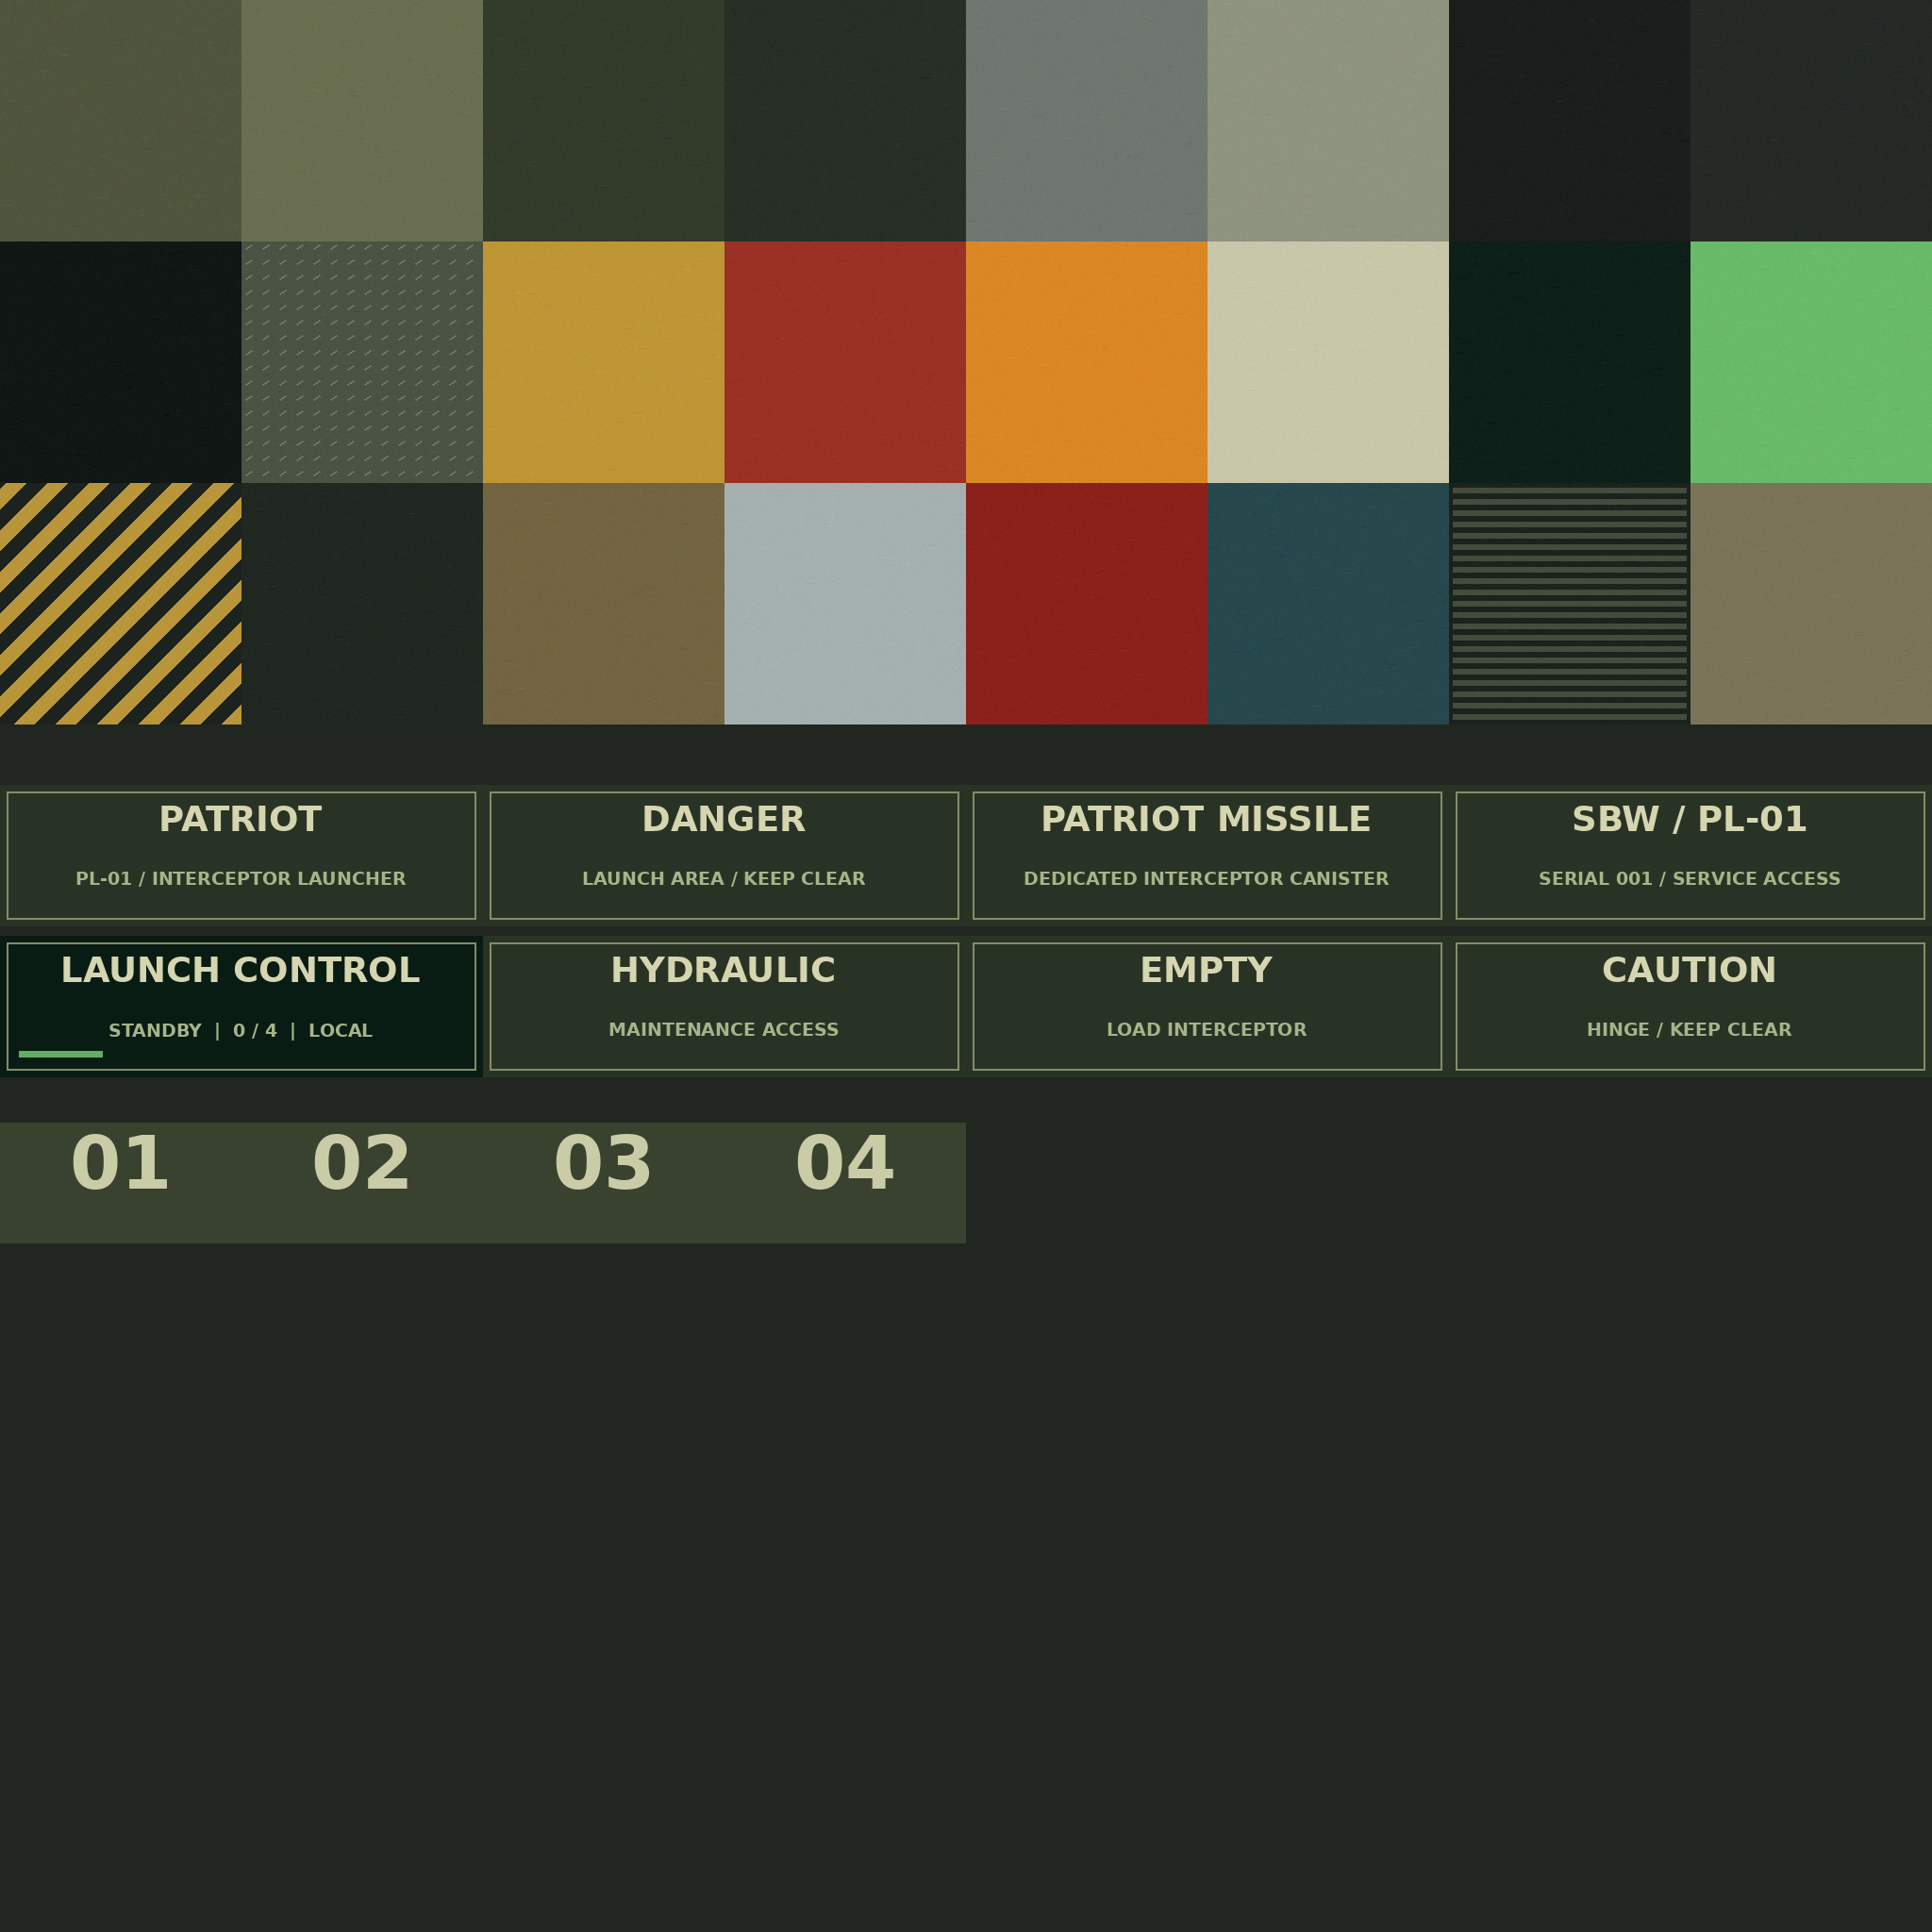 PATRIOT
PL-01 / INTERCEPTOR LAUNCHER
DANGER
LAUNCH AREA / KEEP CLEAR
PATRIOT MISSILE
DEDICATED INTERCEPTOR CANISTER
SBW / PL-01
SERIAL 001 / SERVICE ACCESS
LAUNCH CONTROL
STANDBY | 0 / 4 | LOCAL
HYDRAULIC
MAINTENANCE ACCESS
EMPTY
LOAD INTERCEPTOR
CAUTION
HINGE / KEEP CLEAR
01 02 03 04